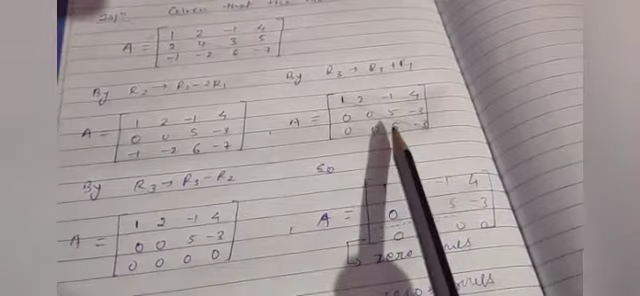 Given that the
A = [ 1 2 -1 4
2 4 3 5
-1 -2 6 -7 ]
By R2 → R2 - 2R1
By R3 → R3 + R1
A = [ 1 2 -1 4
0 0 5 -3
-1 -2 6 -7 ]
, A = [ 1 2 -1 4
0 0 5 -3
0 0 5 -3 ]
By R3 → R3 - R2
A = [ 1 2 -1 4
0 0 5 -3
0 0 0 0 ]
so
, A = [ -1 4
0 5 -3
0 0 0 ]
→ zero